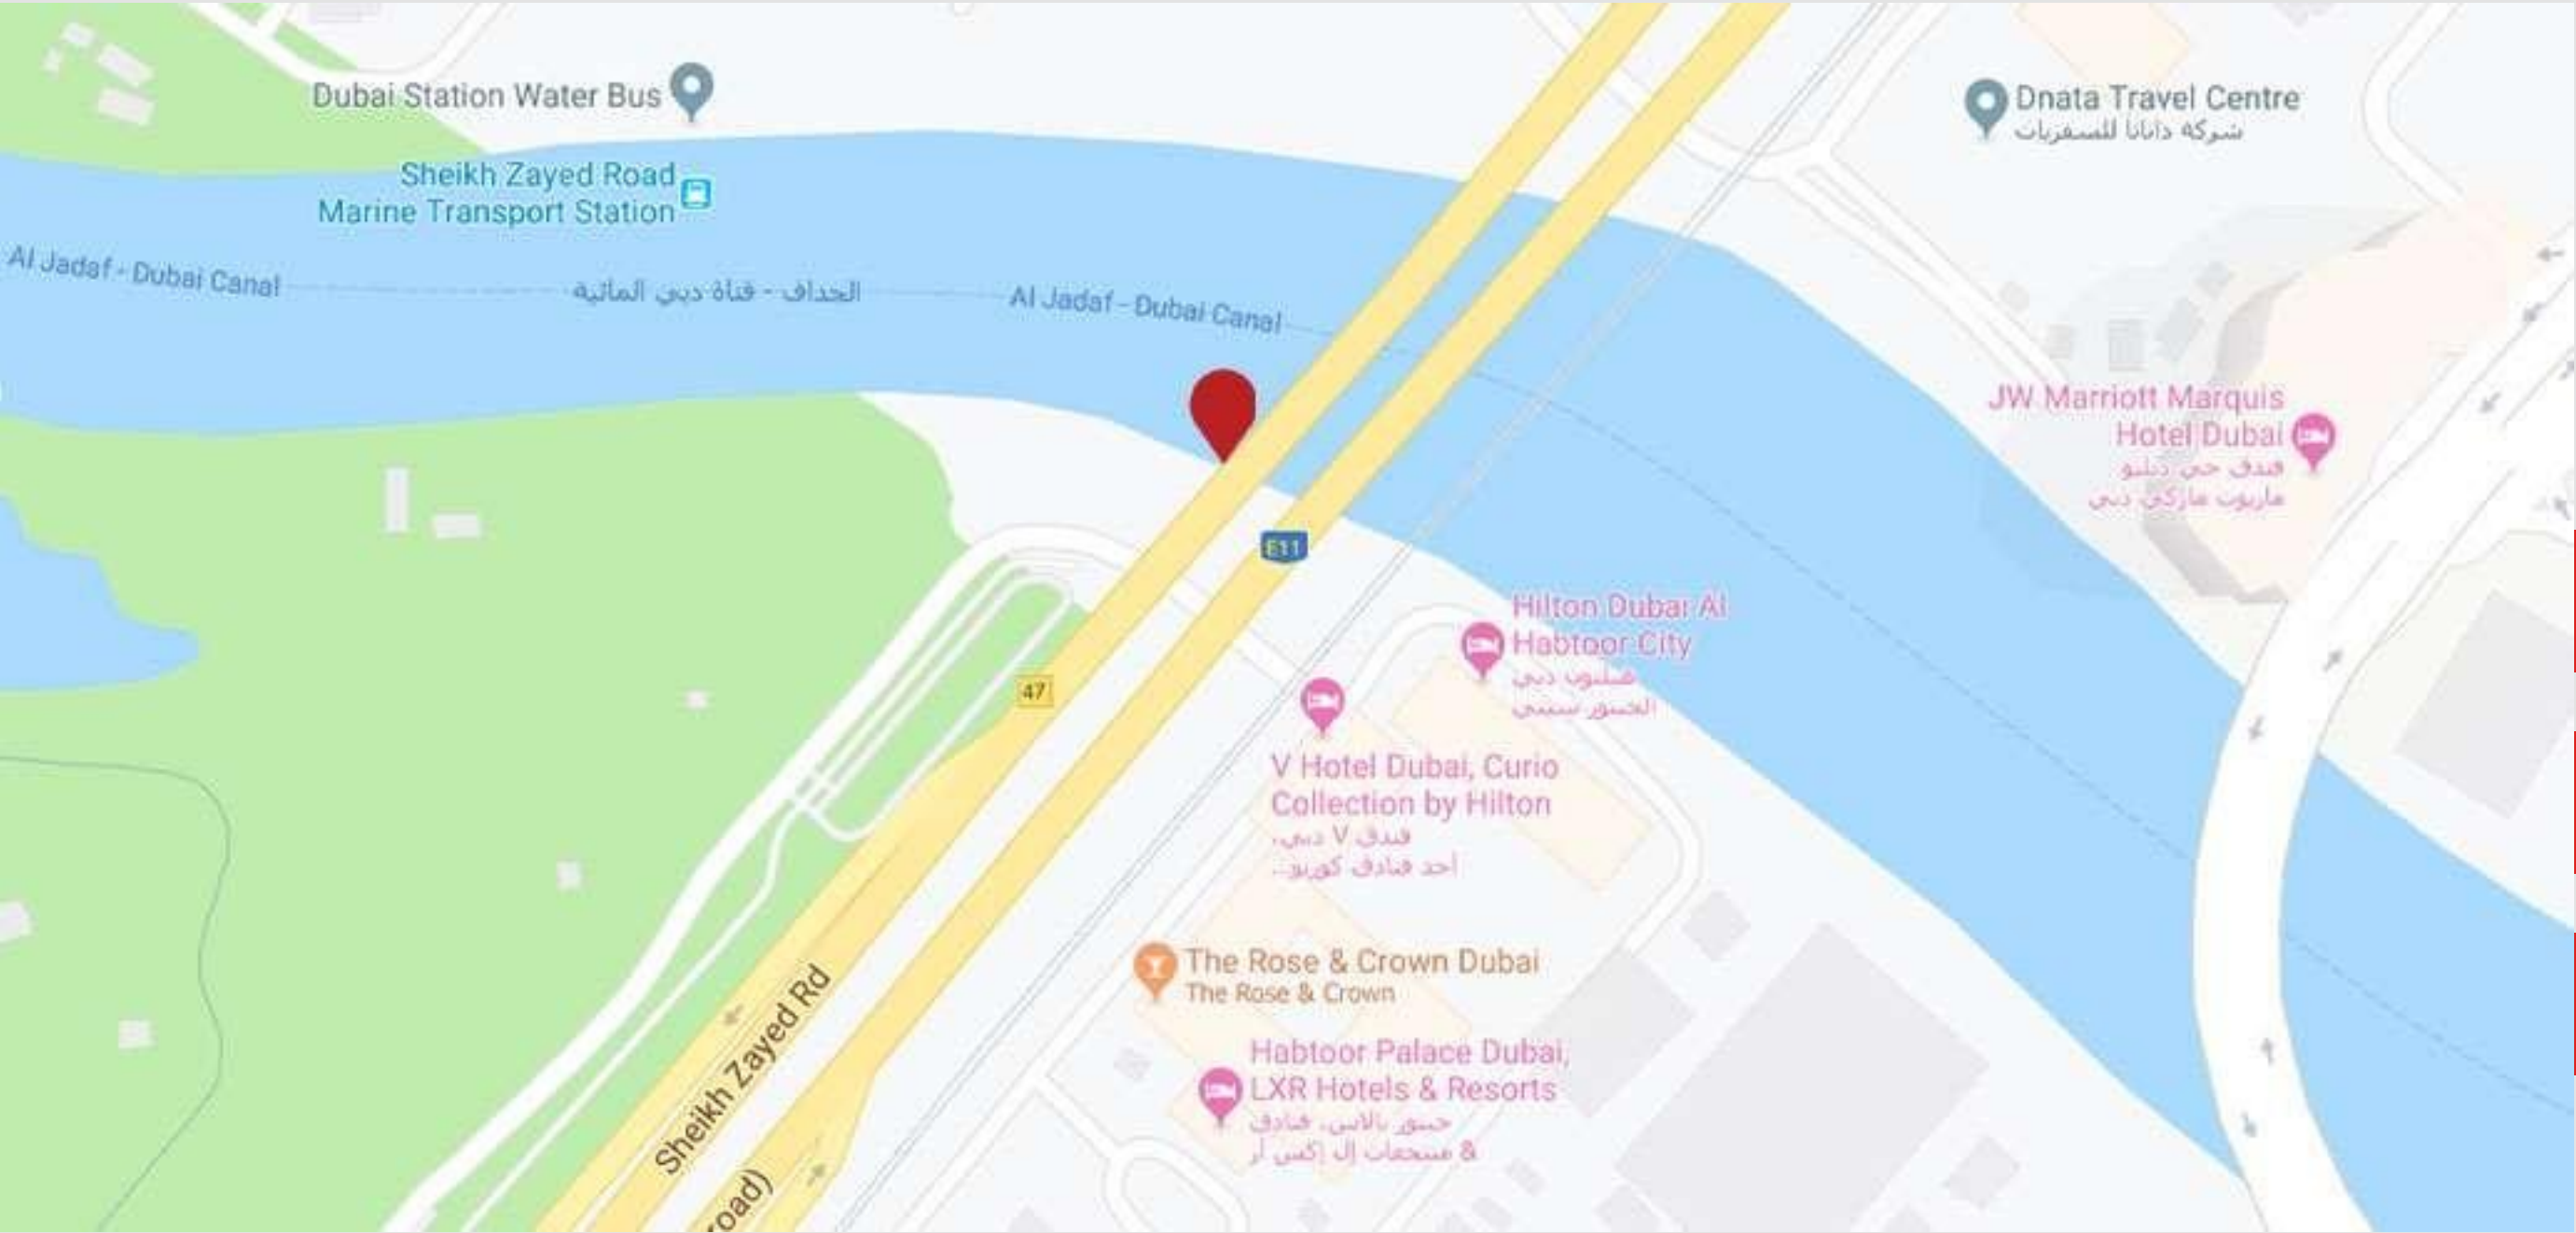 Dubai Station Water Bus
Dnata Travel Centre
شركة داناتا للسفريات
Sheikh Zayed Road
Marine Transport Station
Al Jadaf - Dubai Canal
الجداف - قناة دبي المائية
Al Jadaf - Dubai Canal
JW Marriott Marquis
Hotel Dubai
فندق جي دبليو
ماريوت ماركي دبي
E11
Hilton Dubai Al
Habtoor City
هيلتون دبي
الحبتور سيتي
47
V Hotel Dubai, Curio
Collection by Hilton
فندق V دبي،
أحد فنادق كوريو...
The Rose & Crown Dubai
The Rose & Crown
Sheikh Zayed Rd
Habtoor Palace Dubai,
LXR Hotels & Resorts
حبتور بالاس، فنادق
& منتجعات إل إكس آر
road)